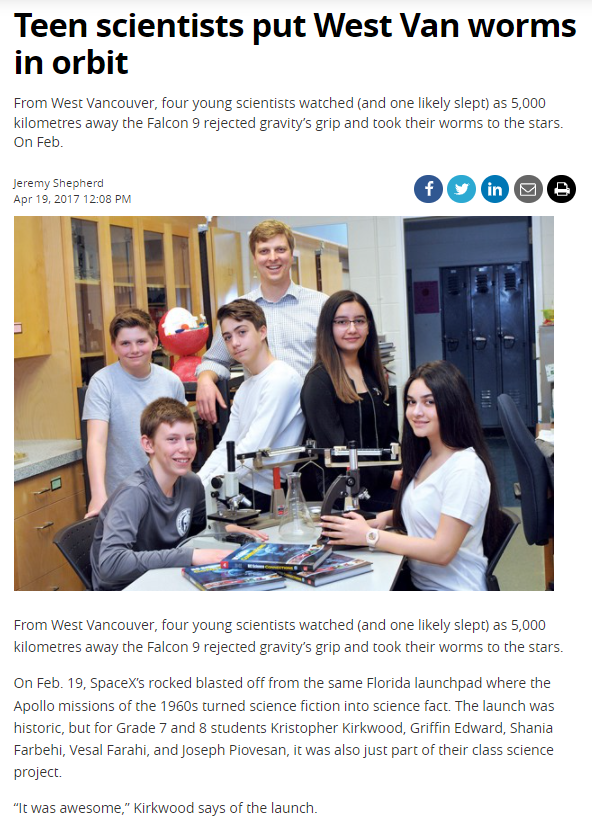 Teen scientists put West Van worms
in orbit
From West Vancouver, four young scientists watched (and one likely slept) as 5,000
kilometres away the Falcon 9 rejected gravity's grip and took their worms to the stars.
On Feb.
Jeremy Shepherd
Apr 19, 2017 12:08 PM
From West Vancouver, four young scientists watched (and one likely slept) as 5,000
kilometres away the Falcon 9 rejected gravity's grip and took their worms to the stars.
On Feb. 19, SpaceX's rocked blasted off from the same Florida launchpad where the
Apollo missions of the 1960s turned science fiction into science fact. The launch was
historic, but for Grade 7 and 8 students Kristopher Kirkwood, Griffin Edward, Shania
Farbehi, Vesal Farahi, and Joseph Piovesan, it was also just part of their class science
project.
“It was awesome,” Kirkwood says of the launch.